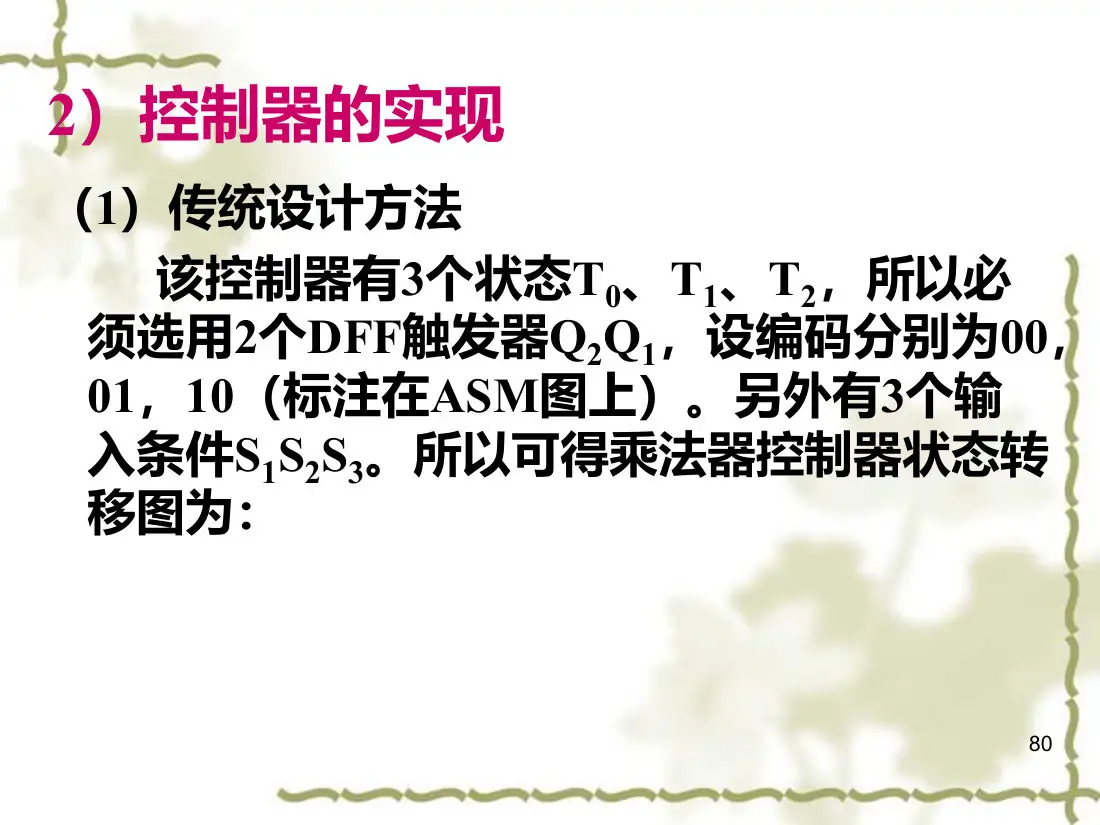 2）控制器的实现
（1）传统设计方法
该控制器有3个状态T₀、T₁、T₂，所以必
须选用2个DFF触发器Q₂Q₁，设编码分别为00，
01，10（标注在ASM图上）。另外有3个输
入条件S₁S₂S₃。所以可得乘法器控制器状态转
移图为：
80